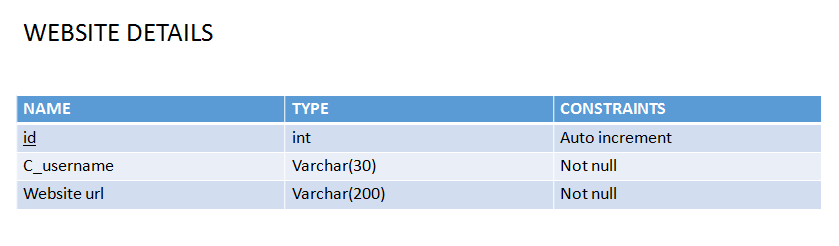 WEBSITE DETAILS
NAME TYPE CONSTRAINTS
id int Auto increment
C_username Varchar(30) Not null
Website url Varchar(200) Not null